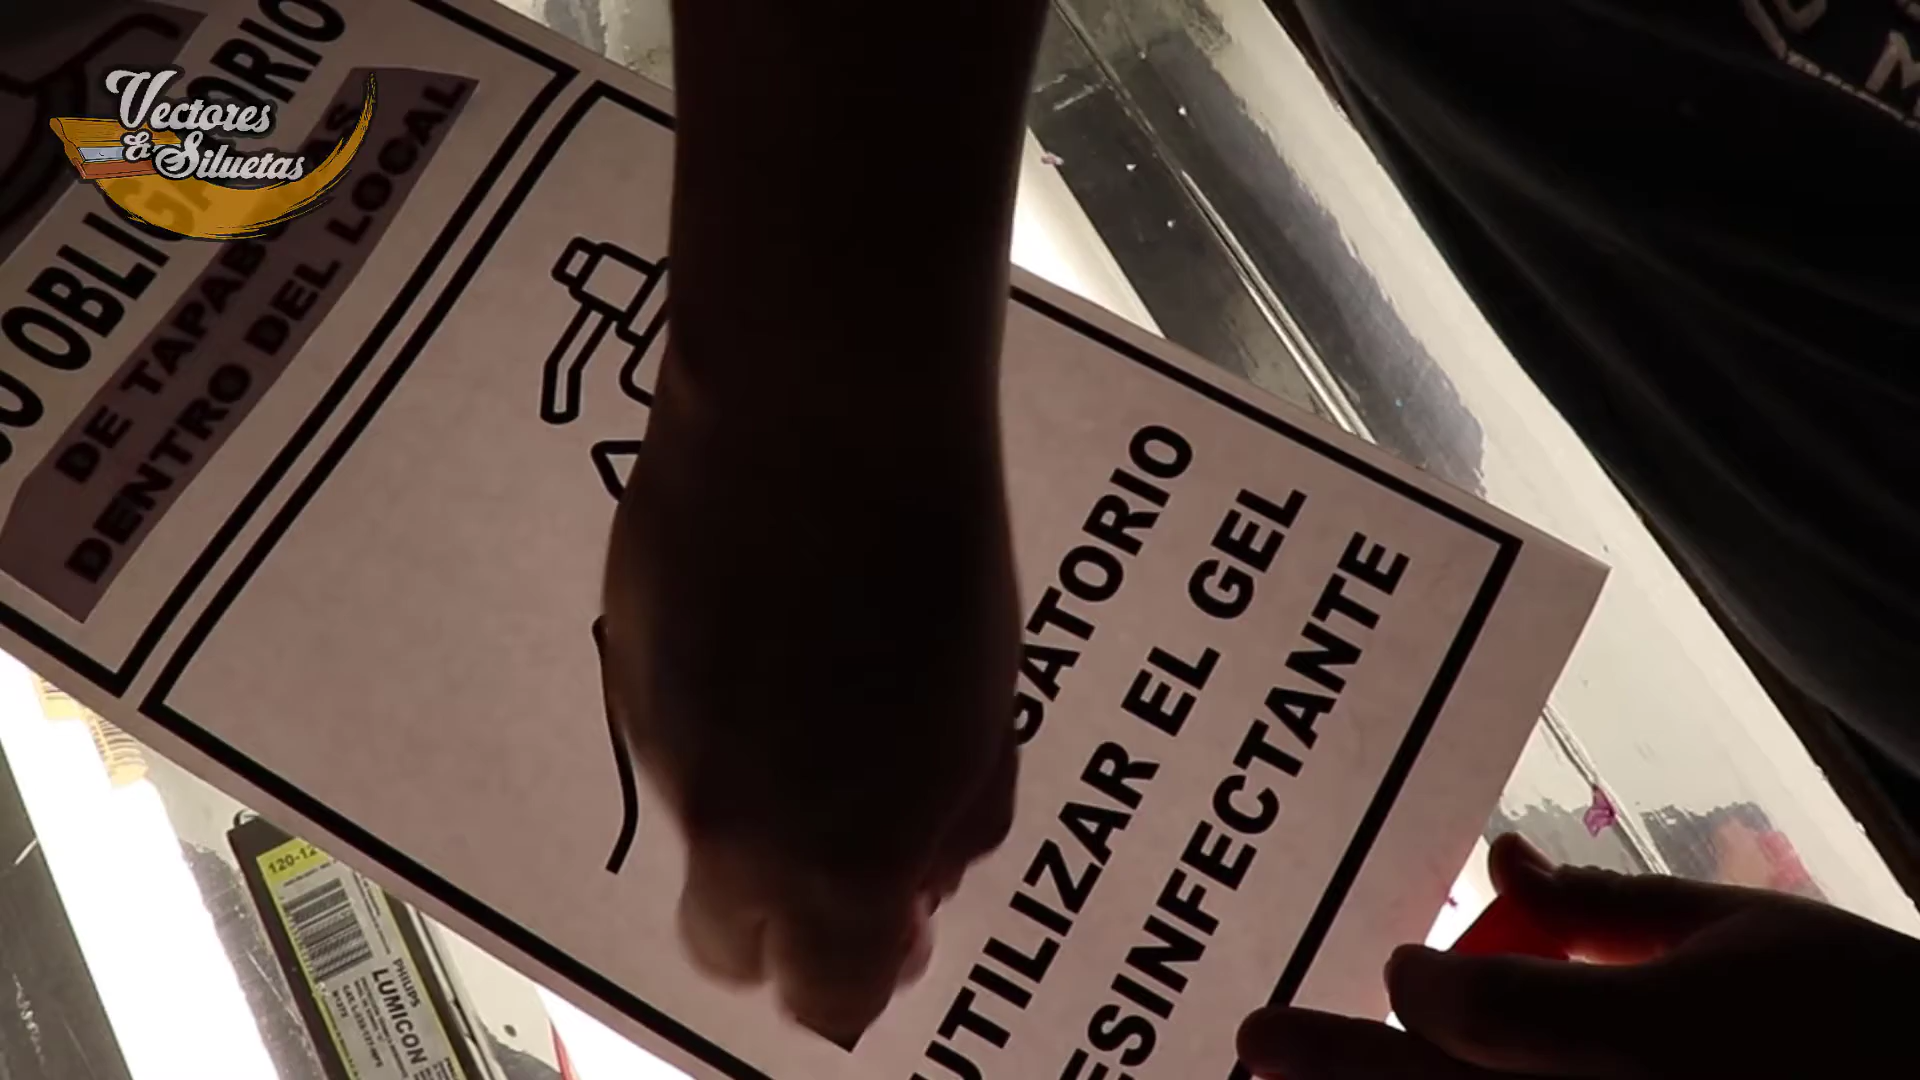 Vectores
& Siluetas
OBLIGATORIO
DE TAPABOCAS
DENTRO DEL LOCAL
GATORIO
UTILIZAR EL GEL
ESINFECTANTE
120-12
PHILIPS
LUMICON